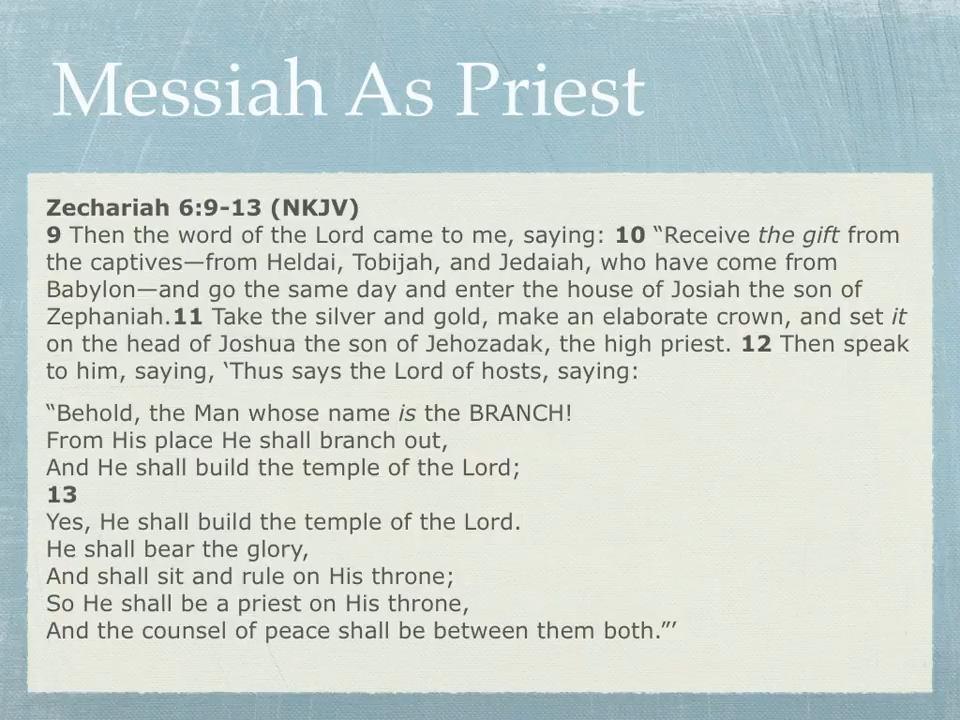 Messiah As Priest
Zechariah 6:9-13 (NKJV)
9 Then the word of the Lord came to me, saying: 10 “Receive the gift from
the captives—from Heldai, Tobijah, and Jedaiah, who have come from
Babylon—and go the same day and enter the house of Josiah the son of
Zephaniah.11 Take the silver and gold, make an elaborate crown, and set it
on the head of Joshua the son of Jehozadak, the high priest. 12 Then speak
to him, saying, ‘Thus says the Lord of hosts, saying:
“Behold, the Man whose name is the BRANCH!
From His place He shall branch out,
And He shall build the temple of the Lord;
13
Yes, He shall build the temple of the Lord.
He shall bear the glory,
And shall sit and rule on His throne;
So He shall be a priest on His throne,
And the counsel of peace shall be between them both.”’